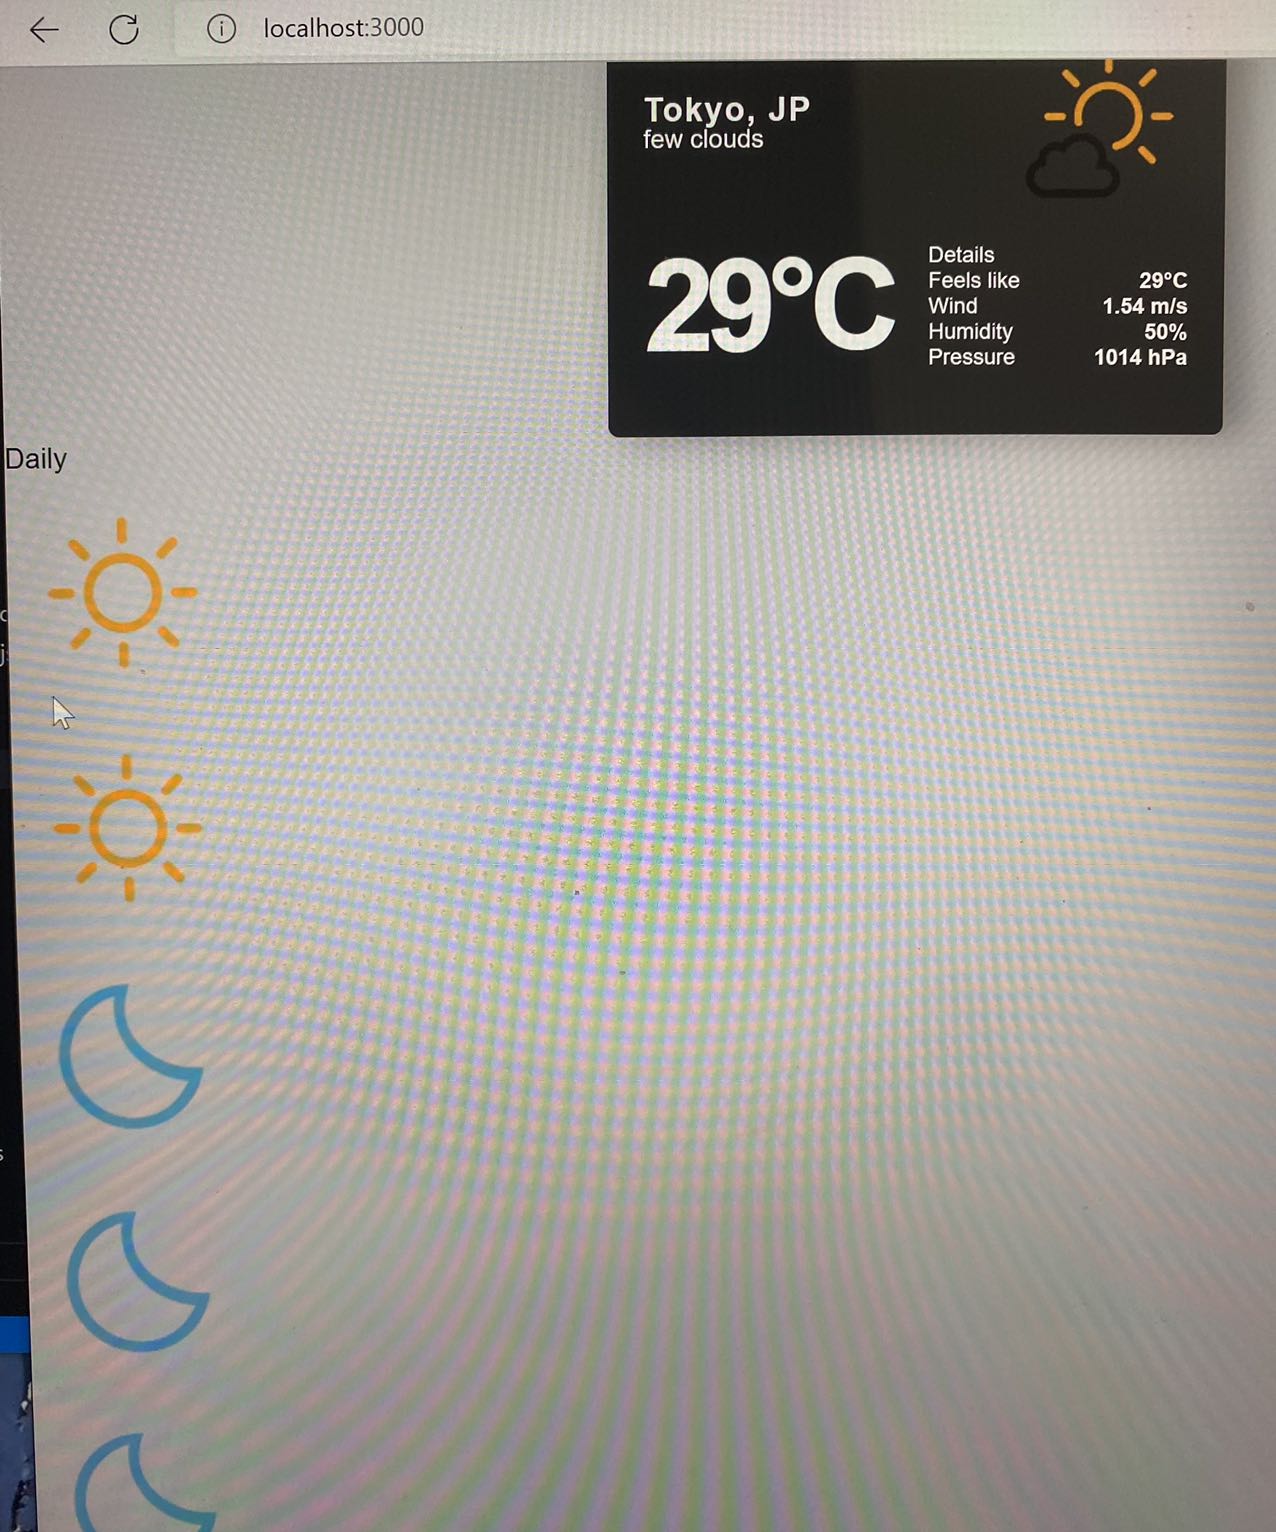 localhost:3000
Tokyo, JP
few clouds
29°C
Details
Feels like 29°C
Wind 1.54 m/s
Humidity 50%
Pressure 1014 hPa
Daily